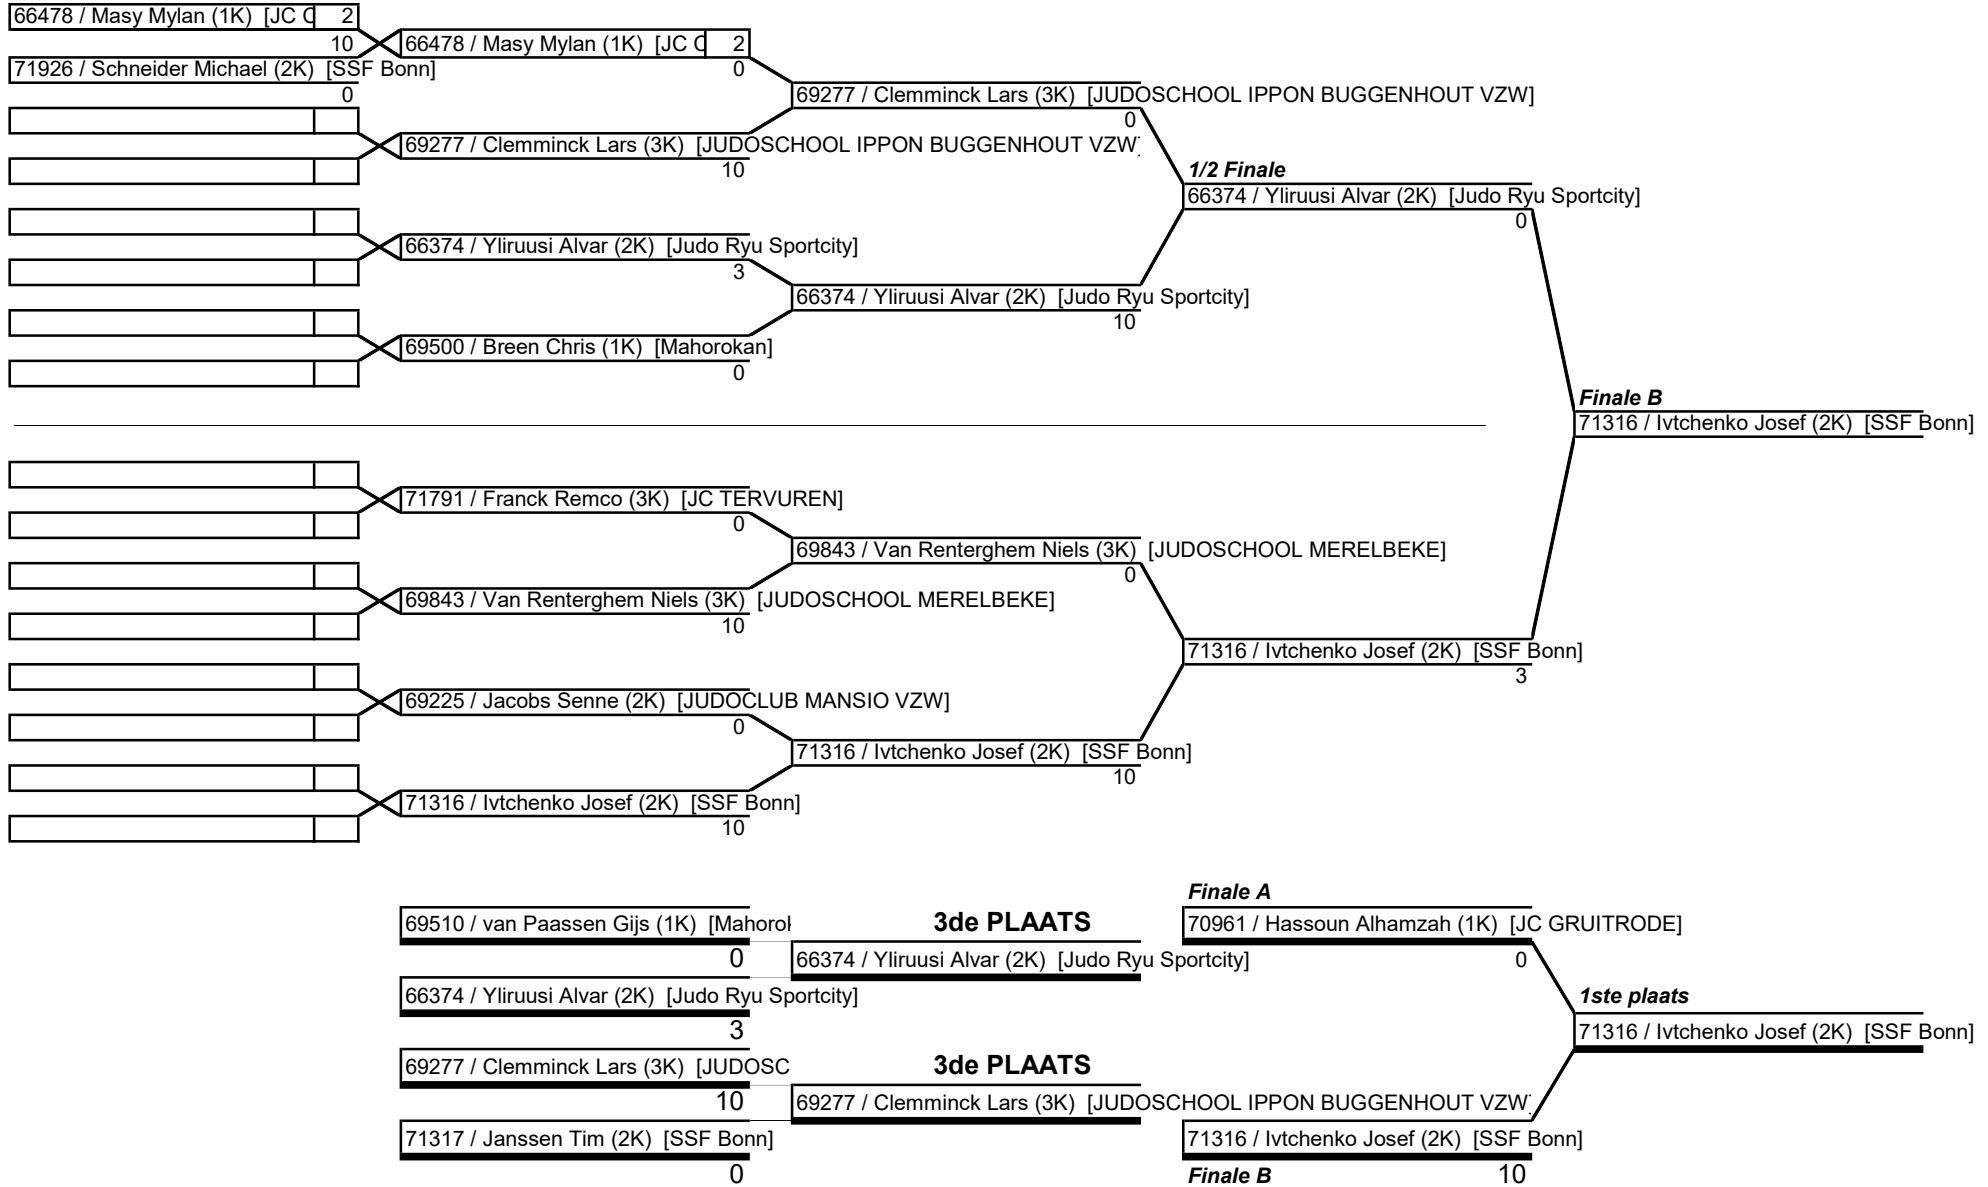 66478 / Masy Mylan (1K) [JC C 2
10
66478 / Masy Mylan (1K) [JC C 2
71926 / Schneider Michael (2K) [SSF Bonn]
0
0
69277 / Clemminck Lars (3K) [JUDOSCHOOL IPPON BUGGENHOUT VZW]
0
69277 / Clemminck Lars (3K) [JUDOSCHOOL IPPON BUGGENHOUT VZW]
10
1/2 Finale
66374 / Yliruusi Alvar (2K) [Judo Ryu Sportcity]
0
66374 / Yliruusi Alvar (2K) [Judo Ryu Sportcity]
3
66374 / Yliruusi Alvar (2K) [Judo Ryu Sportcity]
10
69500 / Breen Chris (1K) [Mahorokan]
0
Finale B
71316 / Ivtchenko Josef (2K) [SSF Bonn]
71791 / Franck Remco (3K) [JC TERVUREN]
0
69843 / Van Renterghem Niels (3K) [JUDOSCHOOL MERELBEKE]
0
69843 / Van Renterghem Niels (3K) [JUDOSCHOOL MERELBEKE]
10
71316 / Ivtchenko Josef (2K) [SSF Bonn]
3
69225 / Jacobs Senne (2K) [JUDOCLUB MANSIO VZW]
0
71316 / Ivtchenko Josef (2K) [SSF Bonn]
10
71316 / Ivtchenko Josef (2K) [SSF Bonn]
10
Finale A
69510 / van Paassen Gijs (1K) [Mahorok
0
3de PLAATS
70961 / Hassoun Alhamzah (1K) [JC GRUITRODE]
0
66374 / Yliruusi Alvar (2K) [Judo Ryu Sportcity]
66374 / Yliruusi Alvar (2K) [Judo Ryu Sportcity]
3
1ste plaats
71316 / Ivtchenko Josef (2K) [SSF Bonn]
69277 / Clemminck Lars (3K) [JUDOSC
10
3de PLAATS
69277 / Clemminck Lars (3K) [JUDOSCHOOL IPPON BUGGENHOUT VZW]
71317 / Janssen Tim (2K) [SSF Bonn]
0
71316 / Ivtchenko Josef (2K) [SSF Bonn]
Finale B 10